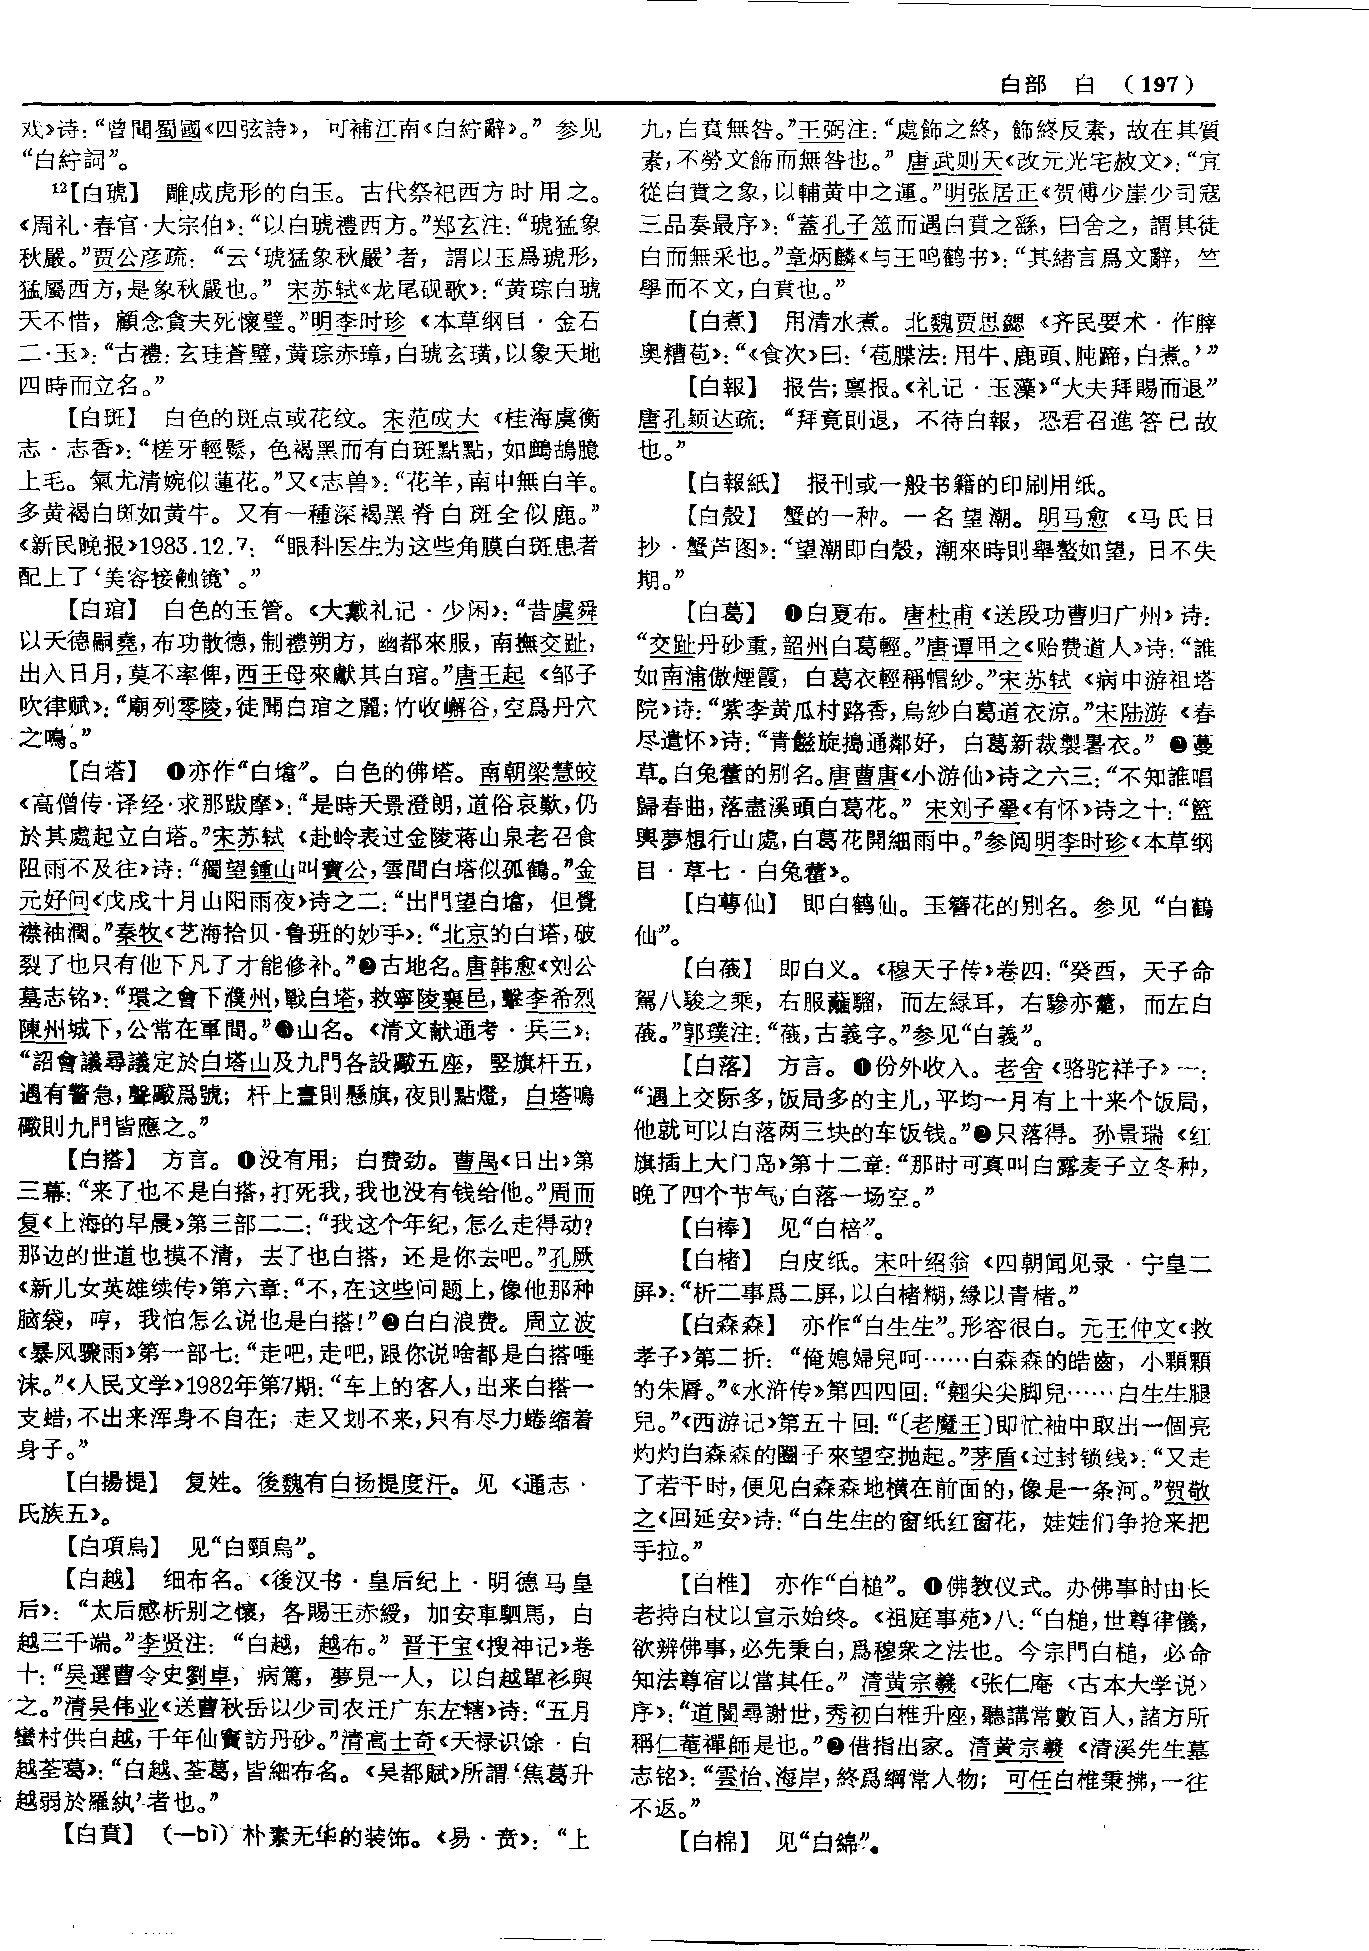 白部 白 （197）
戏》诗：“曾聞蜀國《四弦詩》，可補江南《白紵辭》。”参见
“白紵詞”。
12【白琥】 雕成虎形的白玉。古代祭祀西方时用之。
《周礼·春官·大宗伯》：“以白琥禮西方。”郑玄注：“琥猛象
秋嚴。”贾公彦疏：“云‘琥猛象秋嚴’者，謂以玉爲琥形，
猛屬西方，是象秋嚴也。”宋苏轼《龙尾砚歌》：“黄琮白琥
天不惜，顧念貪夫死懷璧。”明李时珍《本草纲目·金石
二·玉》：“古禮：玄珪蒼璧，黄琮赤璋，白琥玄璜，以象天地
四時而立名。”
【白斑】 白色的斑点或花纹。宋范成大《桂海虞衡
志·志香》：“槎牙輕鬆，色褐黑而有白斑點點，如鷓鴣臆
上毛。氣尤清婉似蓮花。”又《志兽》：“花羊，南中無白羊。
多黄褐白斑如黄牛。又有一種深褐黑脊白斑全似鹿。”
《新民晚报》1983.12.7：“眼科医生为这些角膜白斑患者
配上了‘美容接触镜’。”
【白琯】 白色的玉管。《大戴礼记·少闲》：“昔虞舜
以天德嗣堯，布功散德，制禮朔方，幽都來服，南撫交趾，
出入日月，莫不率俾，西王母來獻其白琯。”唐王起《邹子
吹律赋》：“廟列零陵，徒聞白琯之麗；竹收嶰谷，空爲丹穴
之鳴。”
【白塔】 ❶亦作“白墖”。白色的佛塔。南朝梁慧皎
《高僧传·译经·求那跋摩》：“是時天景澄朗，道俗哀歎，仍
於其處起立白塔。”宋苏轼《赴岭表过金陵蒋山泉老召食
阻雨不及往》诗：“獨望鍾山叫寶公，雲間白塔似孤鶴。”金
元好问《戊戌十月山阳雨夜》诗之二：“出門望白墖，但覺
襟袖濶。”秦牧《艺海拾贝·鲁班的妙手》：“北京的白塔，破
裂了也只有他下凡了才能修补。”❷古地名。唐韩愈《刘公
墓志铭》：“環之會下濮州，戰白塔，救寧陵襄邑，擊李希烈
陳州城下，公常在軍間。”❸山名。《清文献通考·兵三》：
“詔會議尋議定於白塔山及九門各設礮五座，竪旗杆五，
遇有警急，聲礮爲號；杆上晝則懸旗，夜則點燈，白塔鳴
礮則九門皆應之。”
【白搭】 方言。❶没有用；白费劲。曹禺《日出》第
三幕：“来了也不是白搭，打死我，我也没有钱给他。”周而
复《上海的早晨》第三部二二：“我这个年纪，怎么走得动？
那边的世道也摸不清，去了也白搭，还是你去吧。”孔厥
《新儿女英雄续传》第六章：“不，在这些问题上，像他那种
脑袋，哼，我怕怎么说也是白搭！”❷白白浪费。周立波
《暴风骤雨》第一部七：“走吧，走吧，跟你说啥都是白搭唾
沫。”《人民文学》1982年第7期：“车上的客人，出来白搭一
支蜡，不出来浑身不自在；走又划不来，只有尽力蜷缩着
身子。”
【白揚提】 复姓。後魏有白扬提度汗。见《通志·
氏族五》。
【白項烏】 见“白頸烏”。
【白越】 细布名。《後汉书·皇后纪上·明德马皇
后》：“太后感析别之懷，各賜王赤綬，加安車駟馬，白
越三千端。”李贤注：“白越，越布。”晋干宝《搜神记》卷
十：“吴選曹令史劉卓，病篤，夢見一人，以白越單衫與
之。”清吴伟业《送曹秋岳以少司农迁广东左辖》诗：“五月
蠻村供白越，千年仙竇訪丹砂。”清高士奇《天禄识馀·白
越荃葛》：“白越、荃葛，皆細布名。《吴都賦》所謂‘焦葛升
越弱於羅紈’者也。”
【白賁】 （—bì）朴素无华的装饰。《易·贲》：“上
九，白賁無咎。”王弼注：“處飾之終，飾終反素，故在其質
素，不勞文飾而無咎也。”唐武则天《改元光宅赦文》：“宜
從白賁之象，以輔黄中之運。”明张居正《贺傅少崖少司寇
三品奏最序》：“蓋孔子筮而遇白賁之繇，曰舍之，謂其徒
白而無采也。”章炳麟《与王鸣鹤书》：“其緒言爲文辭，竺
學而不文，白賁也。”
【白煮】 用清水煮。北魏贾思勰《齐民要术·作脺
奥糟苞》：“《食次》曰：‘苞牒法：用牛、鹿頭、肫蹄，白煮。’”
【白報】 报告；禀报。《礼记·玉藻》“大夫拜賜而退”
唐孔颖达疏：“拜竟則退，不待白報，恐君召進答己故
也。”
【白報紙】 报刊或一般书籍的印刷用纸。
【白殼】 蟹的一种。一名望潮。明马愈《马氏日
抄·蟹芦图》：“望潮即白殼，潮來時則舉螯如望，日不失
期。”
【白葛】 ❶白夏布。唐杜甫《送段功曹归广州》诗：
“交趾丹砂重，韶州白葛輕。”唐谭用之《贻费道人》诗：“誰
如南浦傲煙霞，白葛衣輕稱帽紗。”宋苏轼《病中游祖塔
院》诗：“紫李黄瓜村路香，烏紗白葛道衣凉。”宋陆游《春
尽遣怀》诗：“青虀旋搗通鄰好，白葛新裁製暑衣。”❷蔓
草。白兔藿的别名。唐曹唐《小游仙》诗之六三：“不知誰唱
歸春曲，落盡溪頭白葛花。”宋刘子翚《有怀》诗之十：“籃
輿夢想行山處，白葛花開細雨中。”参阅明李时珍《本草纲
目·草七·白兔藿》。
【白蕚仙】 即白鹤仙。玉簪花的别名。参见“白鶴
仙”。
【白䕏】 即白义。《穆天子传》卷四：“癸酉，天子命
駕八駿之乘，右服騮，而左緑耳，右驂赤，而左白
。”郭璞注：“，古義字。”参见“白義”。
【白落】 方言。❶份外收入。老舍《骆驼祥子》一：
“遇上交际多，饭局多的主儿，平均一月有上十来个饭局，
他就可以白落两三块的车饭钱。”❷只落得。孙景瑞《红
旗插上大门岛》第十二章：“那时可真叫白露麦子立冬种，
晚了四个节气，白落一场空。”
【白棒】 见“白棓”。
【白楮】 白皮纸。宋叶绍翁《四朝闻见录·宁皇二
屏》：“析二事爲二屏，以白楮糊，緣以青楮。”
【白森森】 亦作“白生生”。形容很白。元王仲文《救
孝子》第二折：“俺媳婦兒呵……白森森的皓齒，小顆顆
的朱脣。”《水浒传》第四四回：“翹尖尖脚兒……白生生腿
兒。”《西游记》第五十回：“〔老魔王〕即忙袖中取出一個亮
灼灼白森森的圈子來望空抛起。”茅盾《过封锁线》：“又走
了若干时，便见白森森地横在前面的，像是一条河。”贺敬
之《回延安》诗：“白生生的窗纸红窗花，娃娃们争抢来把
手拉。”
【白椎】 亦作“白槌”。❶佛教仪式。办佛事时由长
老持白杖以宣示始终。《祖庭事苑》八：“白槌，世尊律儀，
欲辨佛事，必先秉白，爲穆衆之法也。今宗門白槌，必命
知法尊宿以當其任。”清黄宗羲《张仁庵〈古本大学说〉
序》：“道闇尋謝世，秀初白椎升座，聽講常數百人，諸方所
稱仁菴禪師是也。”❷借指出家。清黄宗羲《清溪先生墓
志铭》：“雲怡、海岸，終爲綱常人物；可任白椎秉拂，一往
不返。”
【白棉】 见“白綿”。